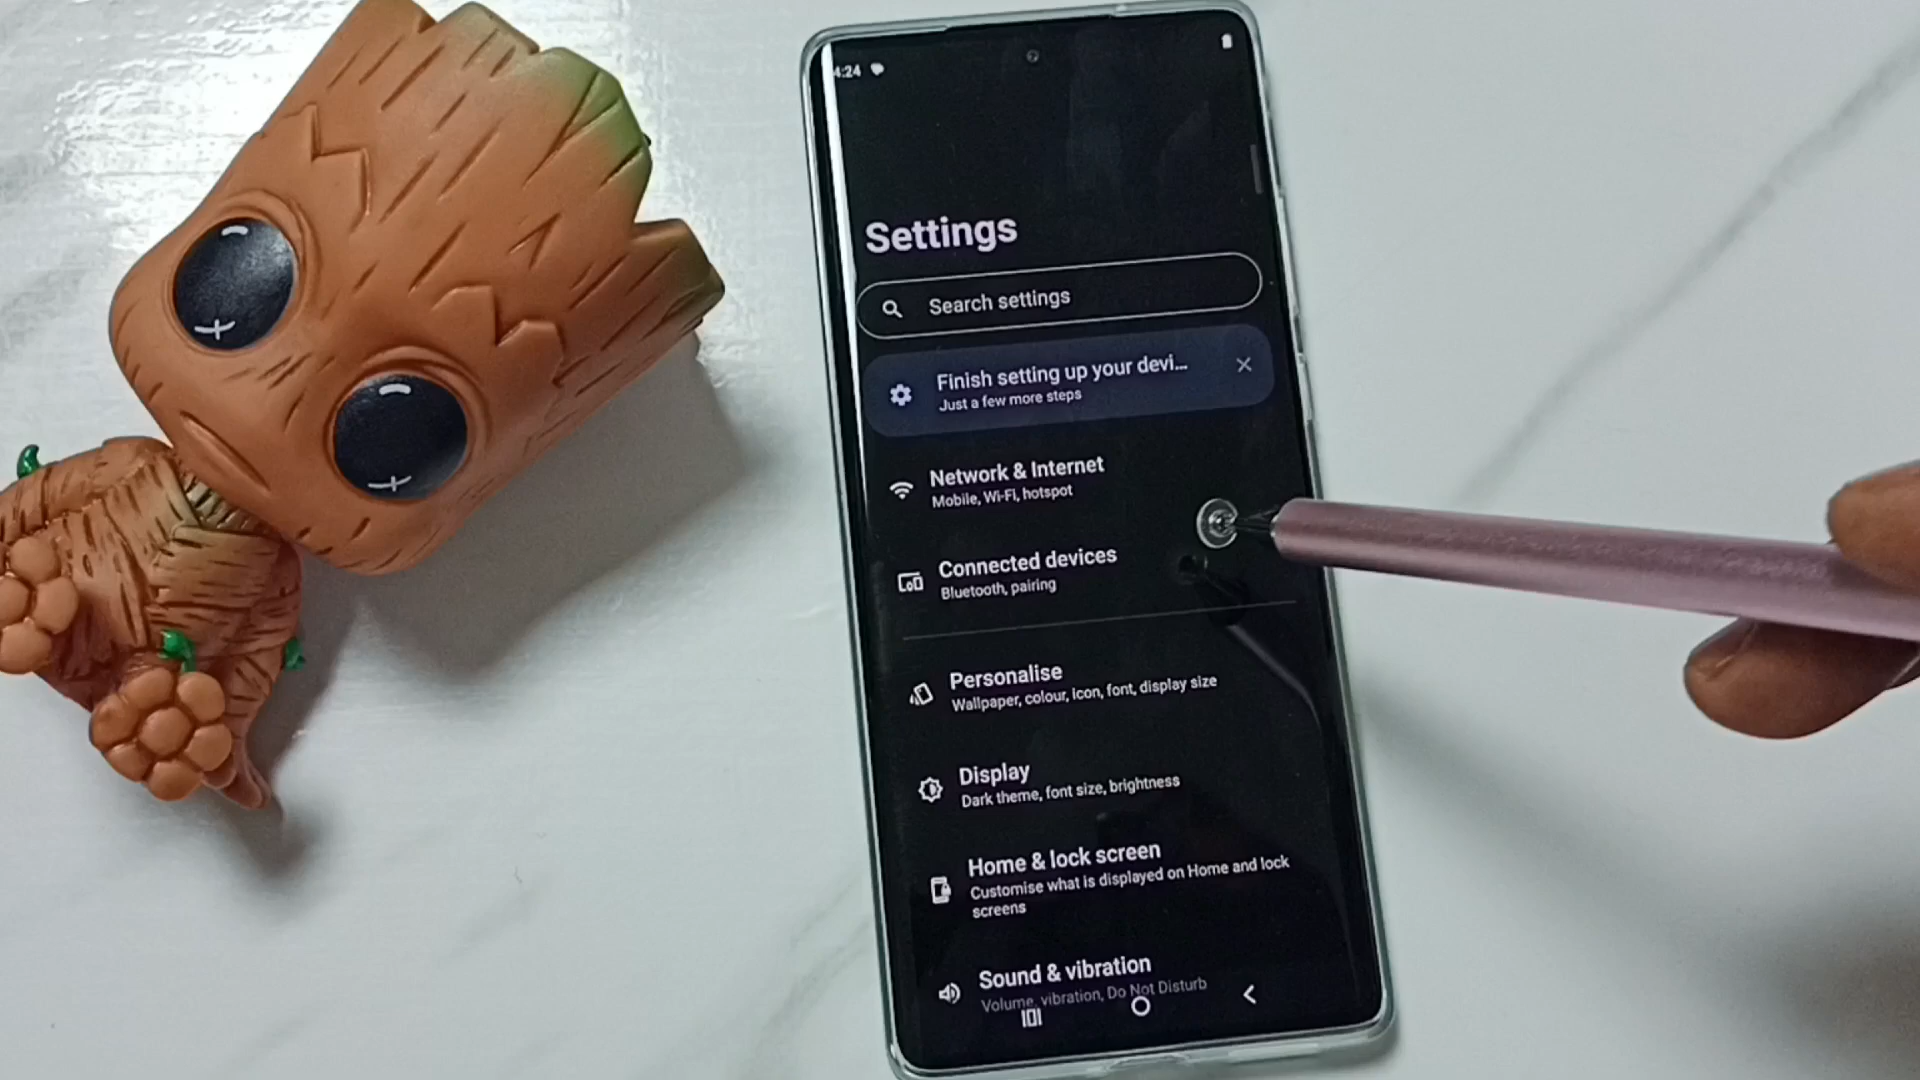 4:24
Settings
Search settings
Finish setting up your devi...
Just a few more steps
Network & Internet
Mobile, Wi-Fi, hotspot
Connected devices
Bluetooth, pairing
Personalise
Wallpaper, colour, icon, font, display size
Display
Dark theme, font size, brightness
Home & lock screen
Customise what is displayed on Home and lock
screens
Sound & vibration
Volume, vibration, Do Not Disturb